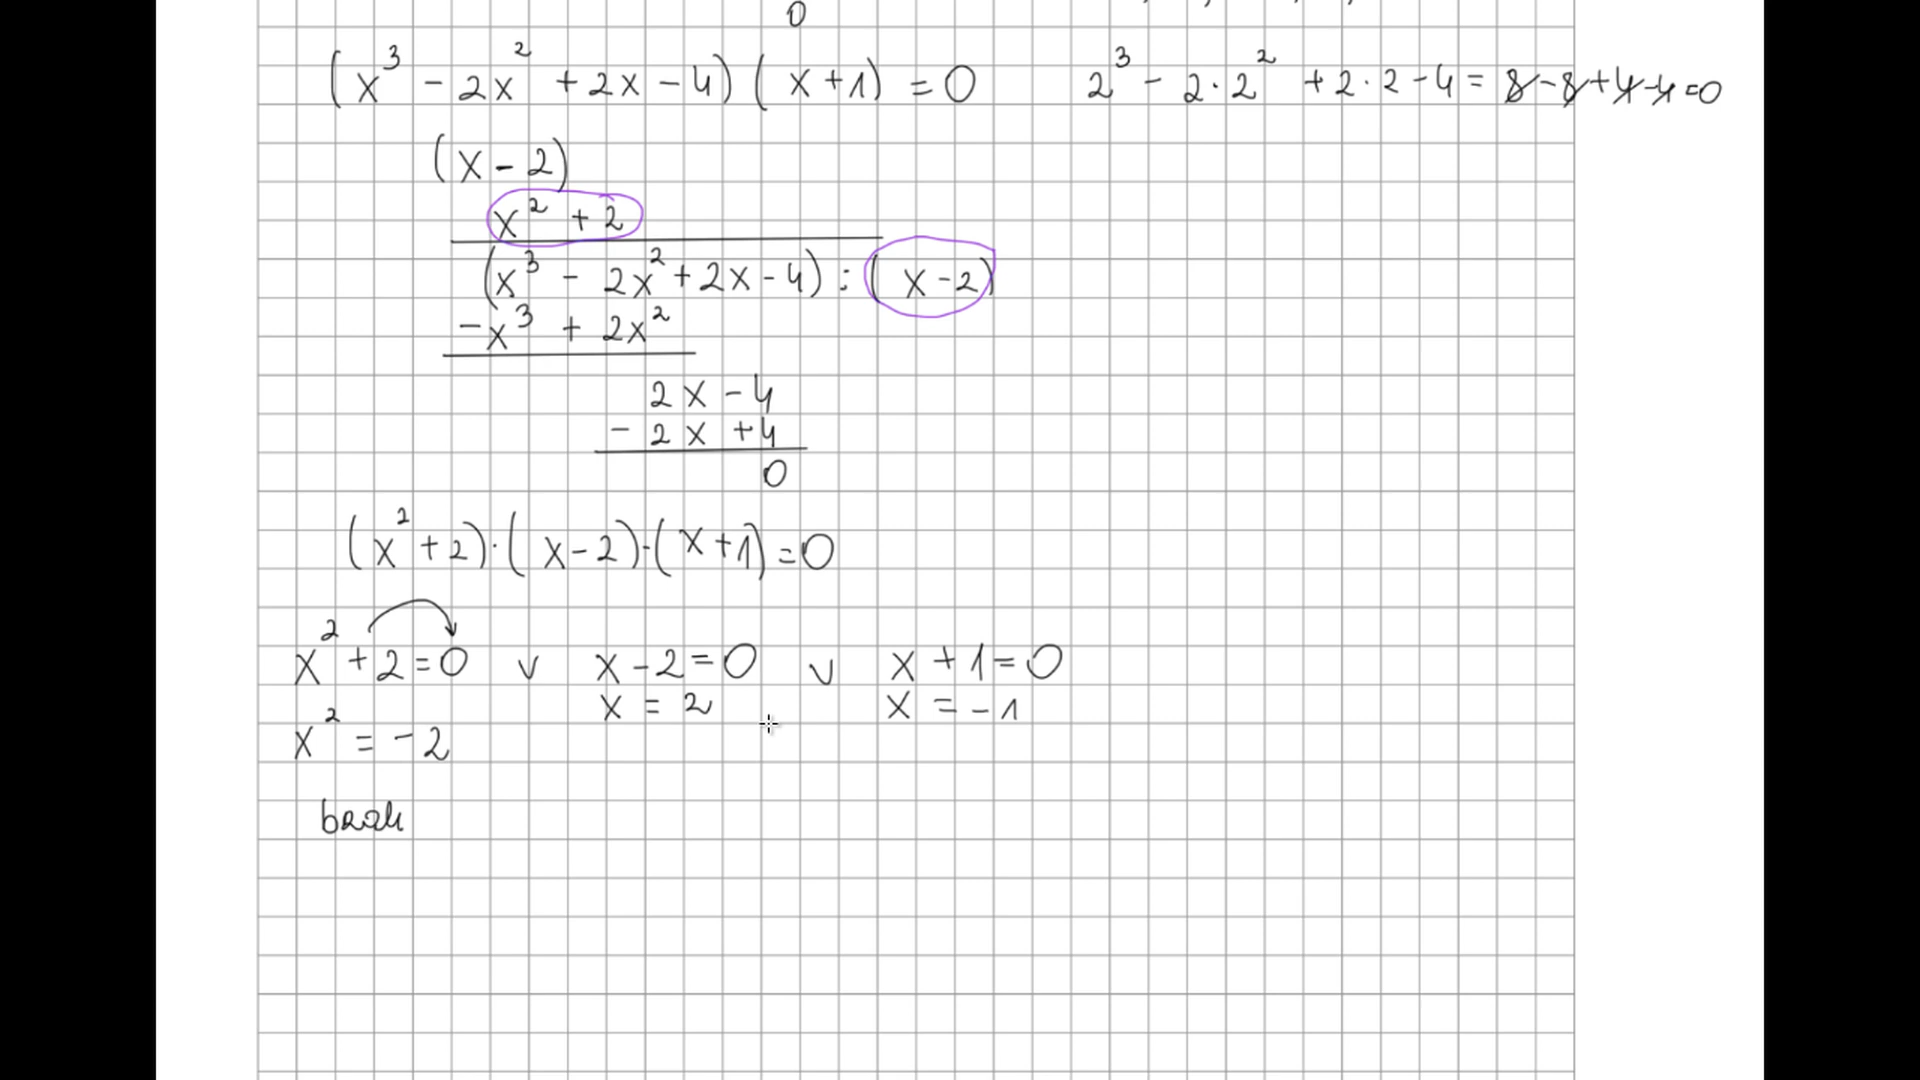 0
(x³ - 2x² + 2x - 4) (x + 1) = 0
2³ - 2·2² + 2·2 - 4 = 8 - 8 + 4 - 4 = 0
(x - 2)
x² + 2
(x³ - 2x² + 2x - 4) : (x - 2)
-x³ + 2x²
2x - 4
- 2x + 4
0
(x² + 2)·(x - 2)·(x + 1) = 0
x² + 2 = 0 v x - 2 = 0 v x + 1 = 0
x = 2 x = -1
x² = -2
brak